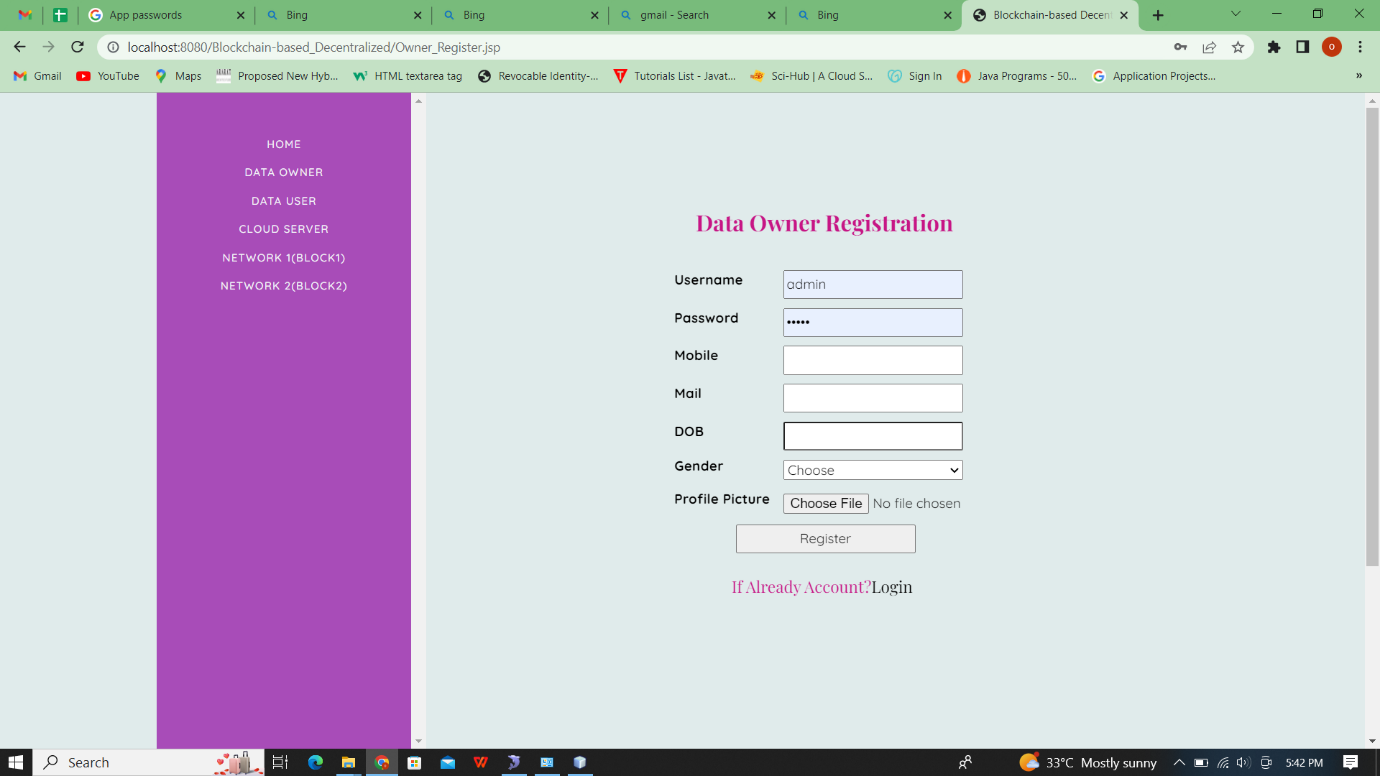 App passwords
Bing
Bing
gmail - Search
Bing
Blockchain-based Decent
localhost:8080/Blockchain-based_Decentralized/Owner_Register.jsp
O
Gmail
YouTube
Maps
Proposed New Hyb...
HTML textarea tag
Revocable Identity-...
Tutorials List - Javat...
Sci-Hub | A Cloud S...
Sign In
Java Programs - 50...
Application Projects...
»
HOME
DATA OWNER
DATA USER
CLOUD SERVER
NETWORK 1(BLOCK1)
NETWORK 2(BLOCK2)
Data Owner Registration
Username admin
Password •••••
Mobile
Mail
DOB
Gender Choose
Profile Picture Choose File No file chosen
Register
If Already Account?Login
Search
33°C Mostly sunny
5:42 PM